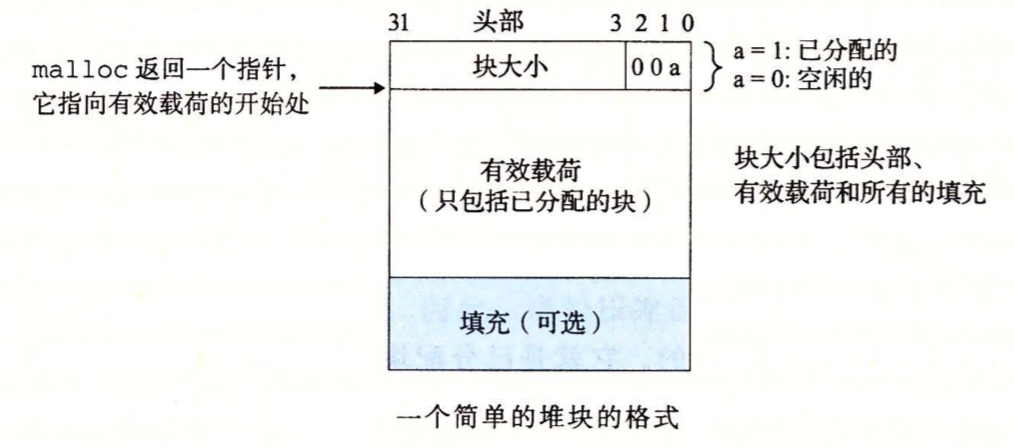 31 头部 3 2 1 0
malloc 返回一个指针，
它指向有效载荷的开始处
块大小
0 0 a
a = 1: 已分配的
a = 0: 空闲的
有效载荷
（只包括已分配的块）
块大小包括头部、
有效载荷和所有的填充
填充（可选）
一个简单的堆块的格式